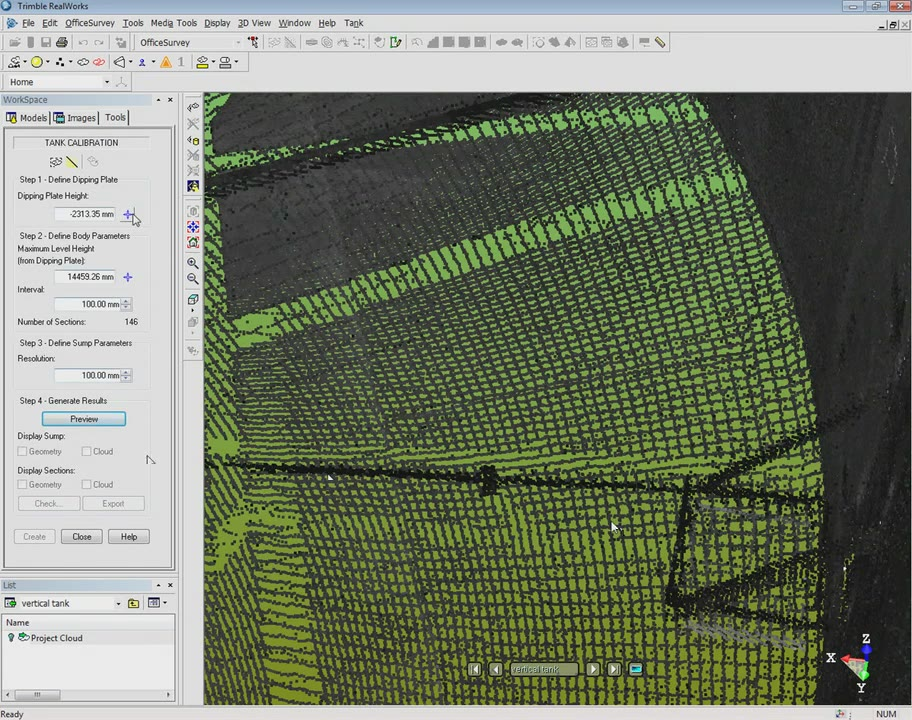 Trimble RealWorks
File Edit OfficeSurvey Tools Media Tools Display 3D View Window Help Tank
OfficeSurvey
1
Home
WorkSpace
Models Images Tools
TANK CALIBRATION
Step 1 - Define Dipping Plate
Dipping Plate Height:
-2313.35 mm
Step 2 - Define Body Parameters
Maximum Level Height
(from Dipping Plate):
14459.26 mm
Interval:
100.00 mm
Number of Sections: 146
Step 3 - Define Sump Parameters
Resolution:
100.00 mm
Step 4 - Generate Results
Preview
Display Sump:
Geometry Cloud
Display Sections:
Geometry Cloud
Check... Export
Create Close Help
List
vertical tank
Name
Project Cloud
vertical tank
Z
X
Y
Ready NUM